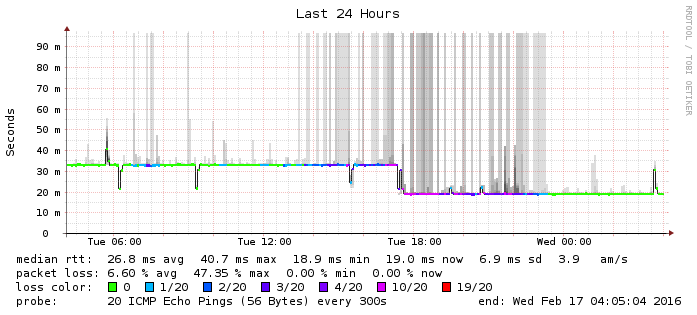 Last 24 Hours
RRDTOOL / TOBI OETIKER
Seconds
90 m
80 m
70 m
60 m
50 m
40 m
30 m
20 m
10 m
0
Tue 06:00 Tue 12:00 Tue 18:00 Wed 00:00
median rtt: 26.8 ms avg 40.7 ms max 18.9 ms min 19.0 ms now 6.9 ms sd 3.9 am/s
packet loss: 6.60 % avg 47.35 % max 0.00 % min 0.00 % now
loss color: 0 1/20 2/20 3/20 4/20 10/20 19/20
probe: 20 ICMP Echo Pings (56 Bytes) every 300s end: Wed Feb 17 04:05:04 2016